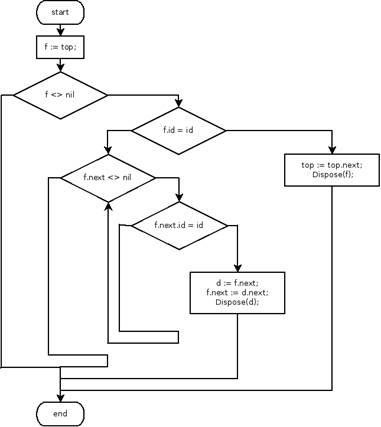 start
f := top;
f <> nil
f.id = id
f.next <> nil
top := top.next;
Dispose(f);
f.next.id = id
d := f.next;
f.next := d.next;
Dispose(d);
end